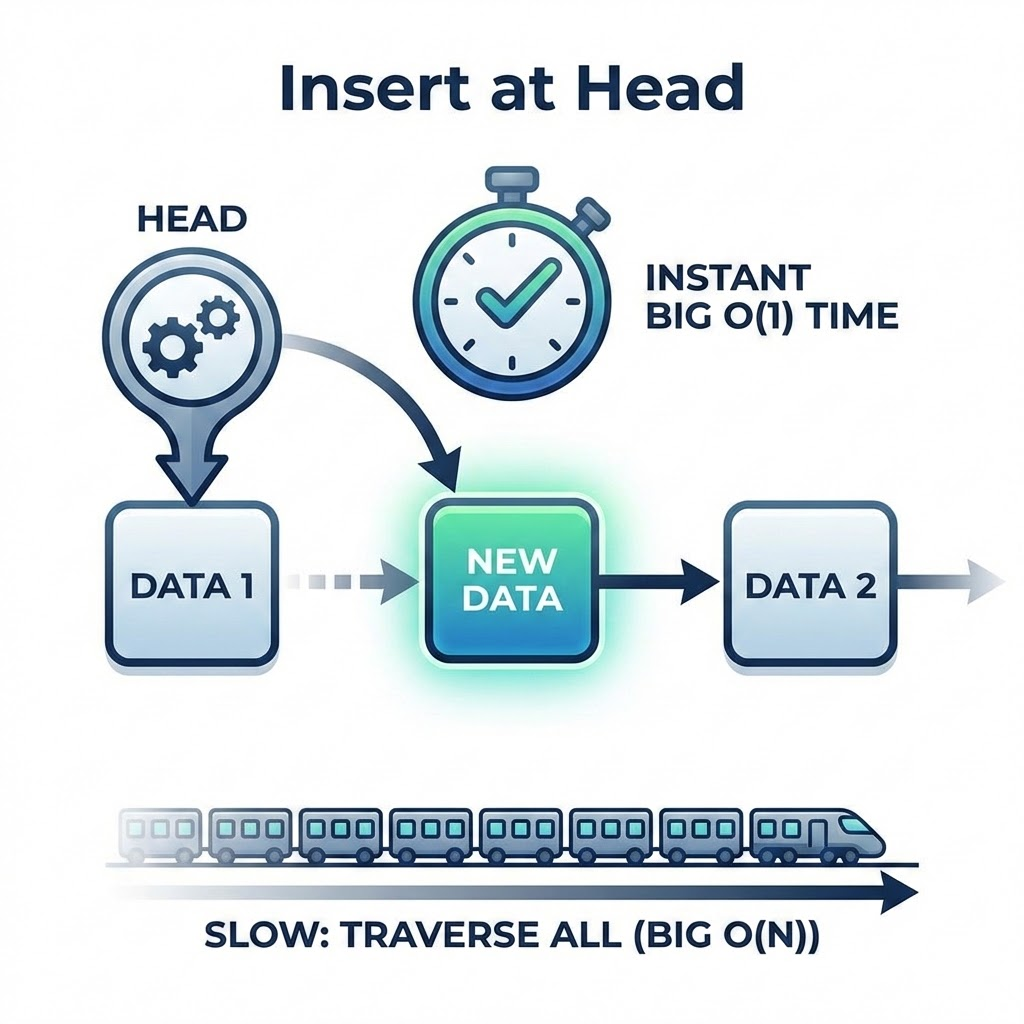 Insert at Head
HEAD
INSTANT
BIG O(1) TIME
DATA 1
NEW
DATA
DATA 2
SLOW: TRAVERSE ALL (BIG O(N))